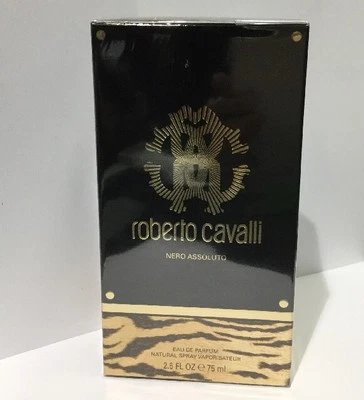 roberto cavalli
NERO ASSOLUTO
EAU DE PARFUM
NATURAL SPRAY VAPORISATEUR
2.5 FL OZ ℮ 75 ml